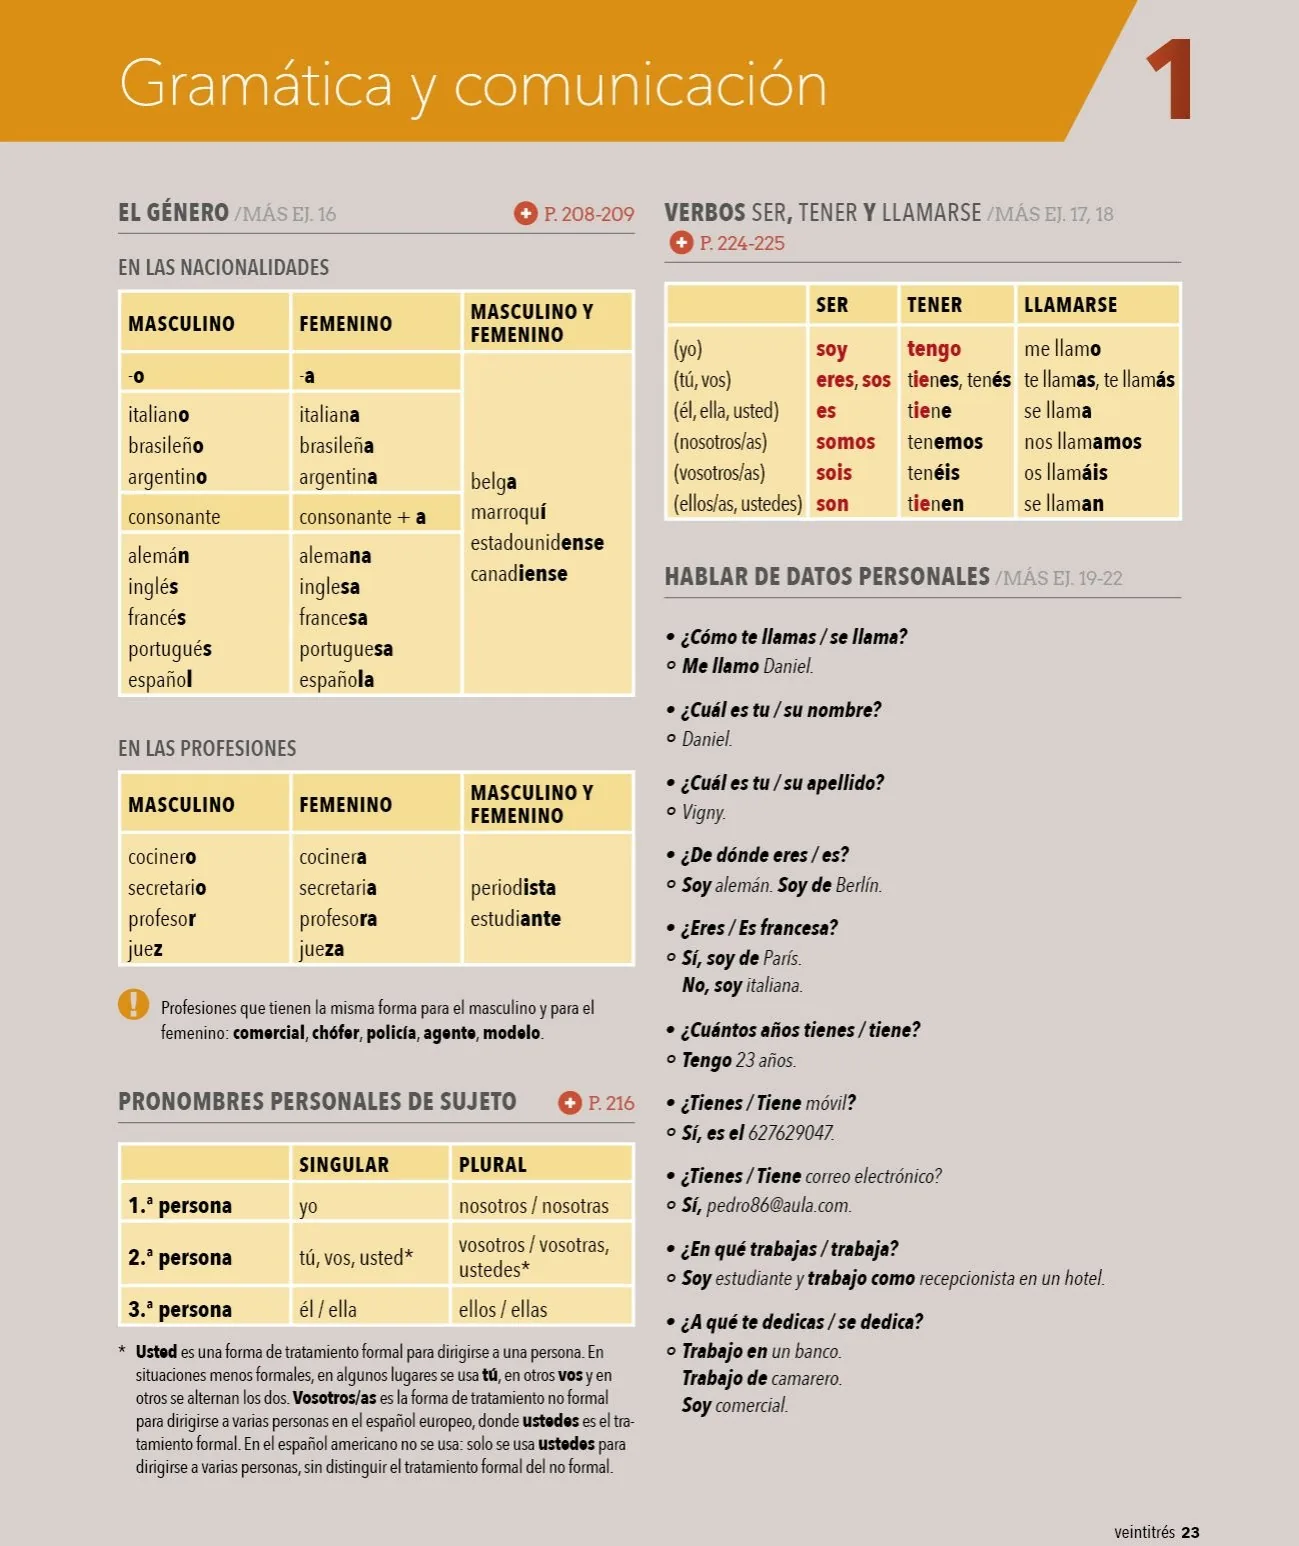 Gramática y comunicación
1
EL GÉNERO /MÁS EJ. 16
+ P. 208-209
EN LAS NACIONALIDADES
MASCULINO FEMENINO MASCULINO Y FEMENINO
-o -a
italiano italiana
brasileño brasileña
argentino argentina
consonante consonante + a
alemán alemana
inglés inglesa
francés francesa
portugués portuguesa
español española
belga
marroquí
estadounidense
canadiense
EN LAS PROFESIONES
MASCULINO FEMENINO MASCULINO Y FEMENINO
cocinero cocinera
secretario secretaria
profesor profesora
juez jueza
periodista
estudiante
! Profesiones que tienen la misma forma para el masculino y para el
femenino: comercial, chófer, policía, agente, modelo.
PRONOMBRES PERSONALES DE SUJETO
+ P. 216
SINGULAR PLURAL
1.ª persona yo nosotros / nosotras
2.ª persona tú, vos, usted* vosotros / vosotras, ustedes*
3.ª persona él / ella ellos / ellas
* Usted es una forma de tratamiento formal para dirigirse a una persona. En
situaciones menos formales, en algunos lugares se usa tú, en otros vos y en
otros se alternan los dos. Vosotros/as es la forma de tratamiento no formal
para dirigirse a varias personas en el español europeo, donde ustedes es el tra-
tamiento formal. En el español americano no se usa: solo se usa ustedes para
dirigirse a varias personas, sin distinguir el tratamiento formal del no formal.
VERBOS SER, TENER Y LLAMARSE /MÁS EJ. 17, 18
+ P. 224-225
SER TENER LLAMARSE
(yo) soy tengo me llamo
(tú, vos) eres, sos tienes, tenés te llamas, te llamás
(él, ella, usted) es tiene se llama
(nosotros/as) somos tenemos nos llamamos
(vosotros/as) sois tenéis os llamáis
(ellos/as, ustedes) son tienen se llaman
HABLAR DE DATOS PERSONALES /MÁS EJ. 19-22
• ¿Cómo te llamas / se llama?
○ Me llamo Daniel.
• ¿Cuál es tu / su nombre?
○ Daniel.
• ¿Cuál es tu / su apellido?
○ Vigny.
• ¿De dónde eres / es?
○ Soy alemán. Soy de Berlín.
• ¿Eres / Es francesa?
○ Sí, soy de París.
No, soy italiana.
• ¿Cuántos años tienes / tiene?
○ Tengo 23 años.
• ¿Tienes / Tiene móvil?
○ Sí, es el 627629047.
• ¿Tienes / Tiene correo electrónico?
○ Sí, pedro86@aula.com.
• ¿En qué trabajas / trabaja?
○ Soy estudiante y trabajo como recepcionista en un hotel.
• ¿A qué te dedicas / se dedica?
○ Trabajo en un banco.
Trabajo de camarero.
Soy comercial.
veintitrés 23